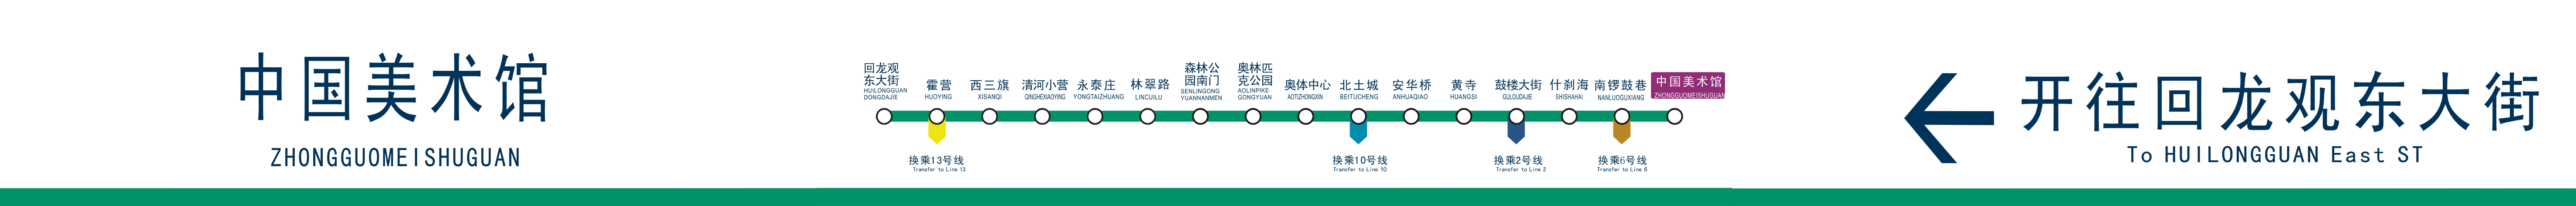 中国美术馆
ZHONGGUOMEISHUGUAN
回龙观
东大街
HUILONGGUAN
DONGDAJIE
霍营
HUOYING
西三旗
XISANQI
清河小营
QINGHEXIAOYING
永泰庄
YONGTAIZHUANG
林翠路
LINCUILU
森林公
园南门
SENLINGONG
YUANNANMEN
奥林匹
克公园
AOLINPIKE
GONGYUAN
奥体中心
AOTIZHONGXIN
北土城
BEITUCHENG
安华桥
ANHUAQIAO
黄寺
HUANGSI
鼓楼大街
GULOUDAJIE
什刹海
SHISHAHAI
南锣鼓巷
NANLUOGUXIANG
中国美术馆
ZHONGGUOMEISHUGUAN
换乘13号线
Transfer to Line 13
换乘10号线
Transfer to Line 10
换乘2号线
Transfer to Line 2
换乘6号线
Transfer to Line 6
开往回龙观东大街
To HUILONGGUAN East ST